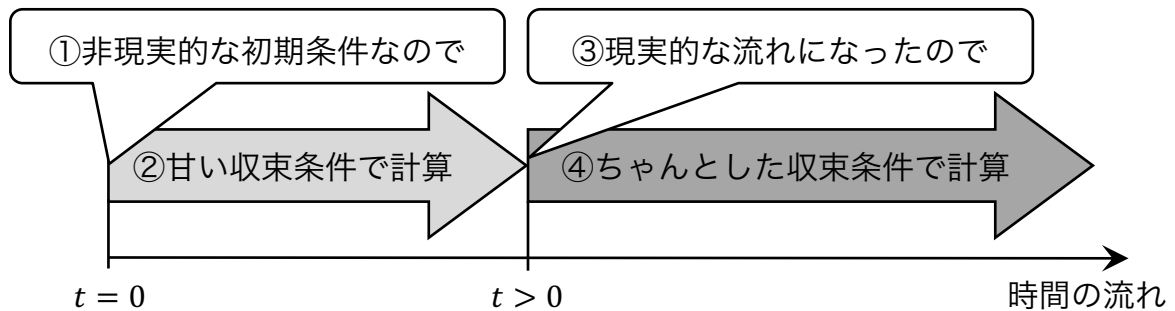 ①非現実的な初期条件なので
③現実的な流れになったので
②甘い収束条件で計算
④ちゃんとした収束条件で計算
t = 0
t > 0
時間の流れ